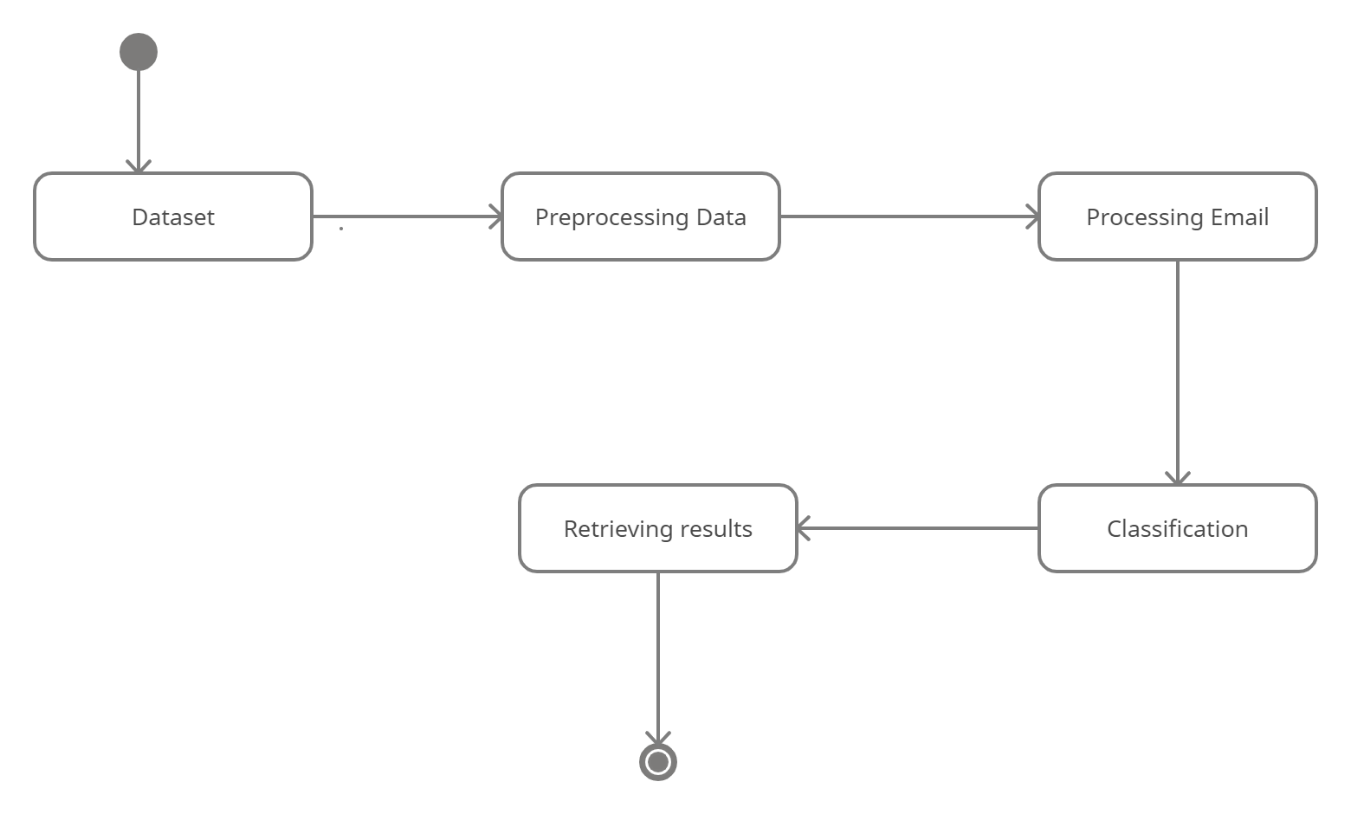 Dataset
Preprocessing Data
Processing Email
Retrieving results
Classification